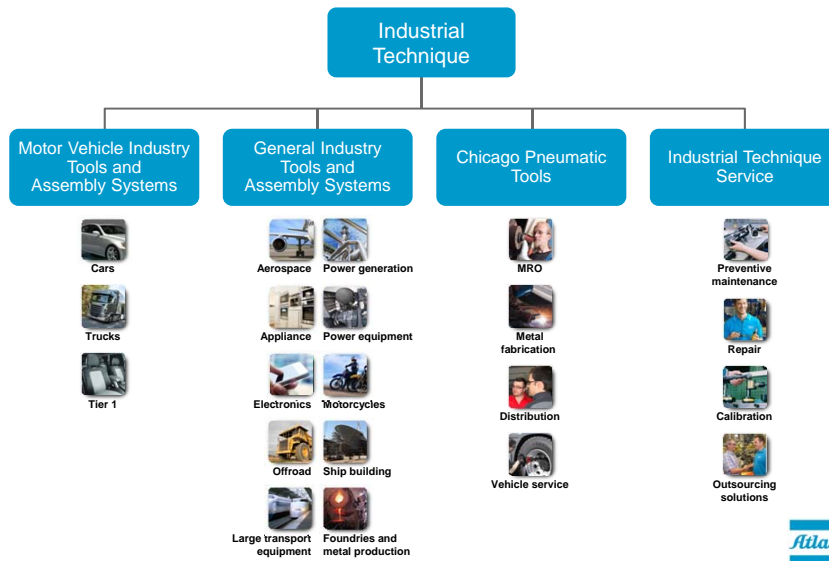 Industrial
Technique
Motor Vehicle Industry
Tools and
Assembly Systems
General Industry
Tools and
Assembly Systems
Chicago Pneumatic
Tools
Industrial Technique
Service
Cars
Trucks
Tier 1
Aerospace
Power generation
Appliance
Power equipment
Electronics
Motorcycles
Offroad
Ship building
Large transport
equipment
Foundries and
metal production
MRO
Metal
fabrication
Distribution
Vehicle service
Preventive
maintenance
Repair
Calibration
Outsourcing
solutions
Atla